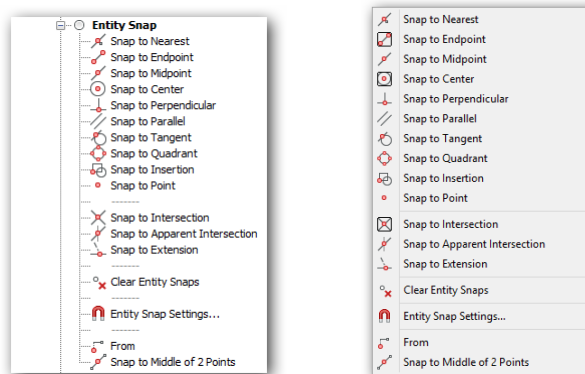 Entity Snap
Snap to Nearest
Snap to Endpoint
Snap to Midpoint
Snap to Center
Snap to Perpendicular
Snap to Parallel
Snap to Tangent
Snap to Quadrant
Snap to Insertion
Snap to Point
Snap to Intersection
Snap to Apparent Intersection
Snap to Extension
Clear Entity Snaps
Entity Snap Settings...
From
Snap to Middle of 2 Points
Snap to Nearest
Snap to Endpoint
Snap to Midpoint
Snap to Center
Snap to Perpendicular
Snap to Parallel
Snap to Tangent
Snap to Quadrant
Snap to Insertion
Snap to Point
Snap to Intersection
Snap to Apparent Intersection
Snap to Extension
Clear Entity Snaps
Entity Snap Settings...
From
Snap to Middle of 2 Points